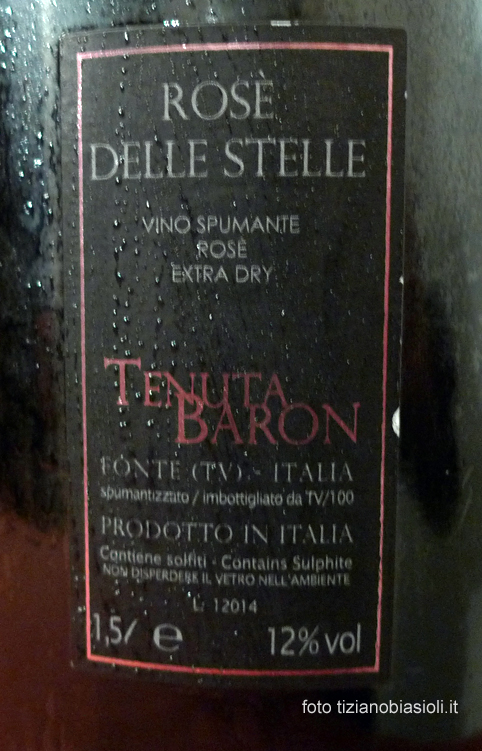 ROSÈ
DELLE STELLE
VINO SPUMANTE
ROSÈ
EXTRA DRY
TENUTA
BARON
FONTE (TV) - ITALIA
spumantizzato / imbottigliato da TV/100
PRODOTTO IN ITALIA
Contiene solfiti - Contains Sulphite
NON DISPERDERE IL VETRO NELL'AMBIENTE
L. 12014
1,5l e 12% vol
foto tizianobiasioli.it